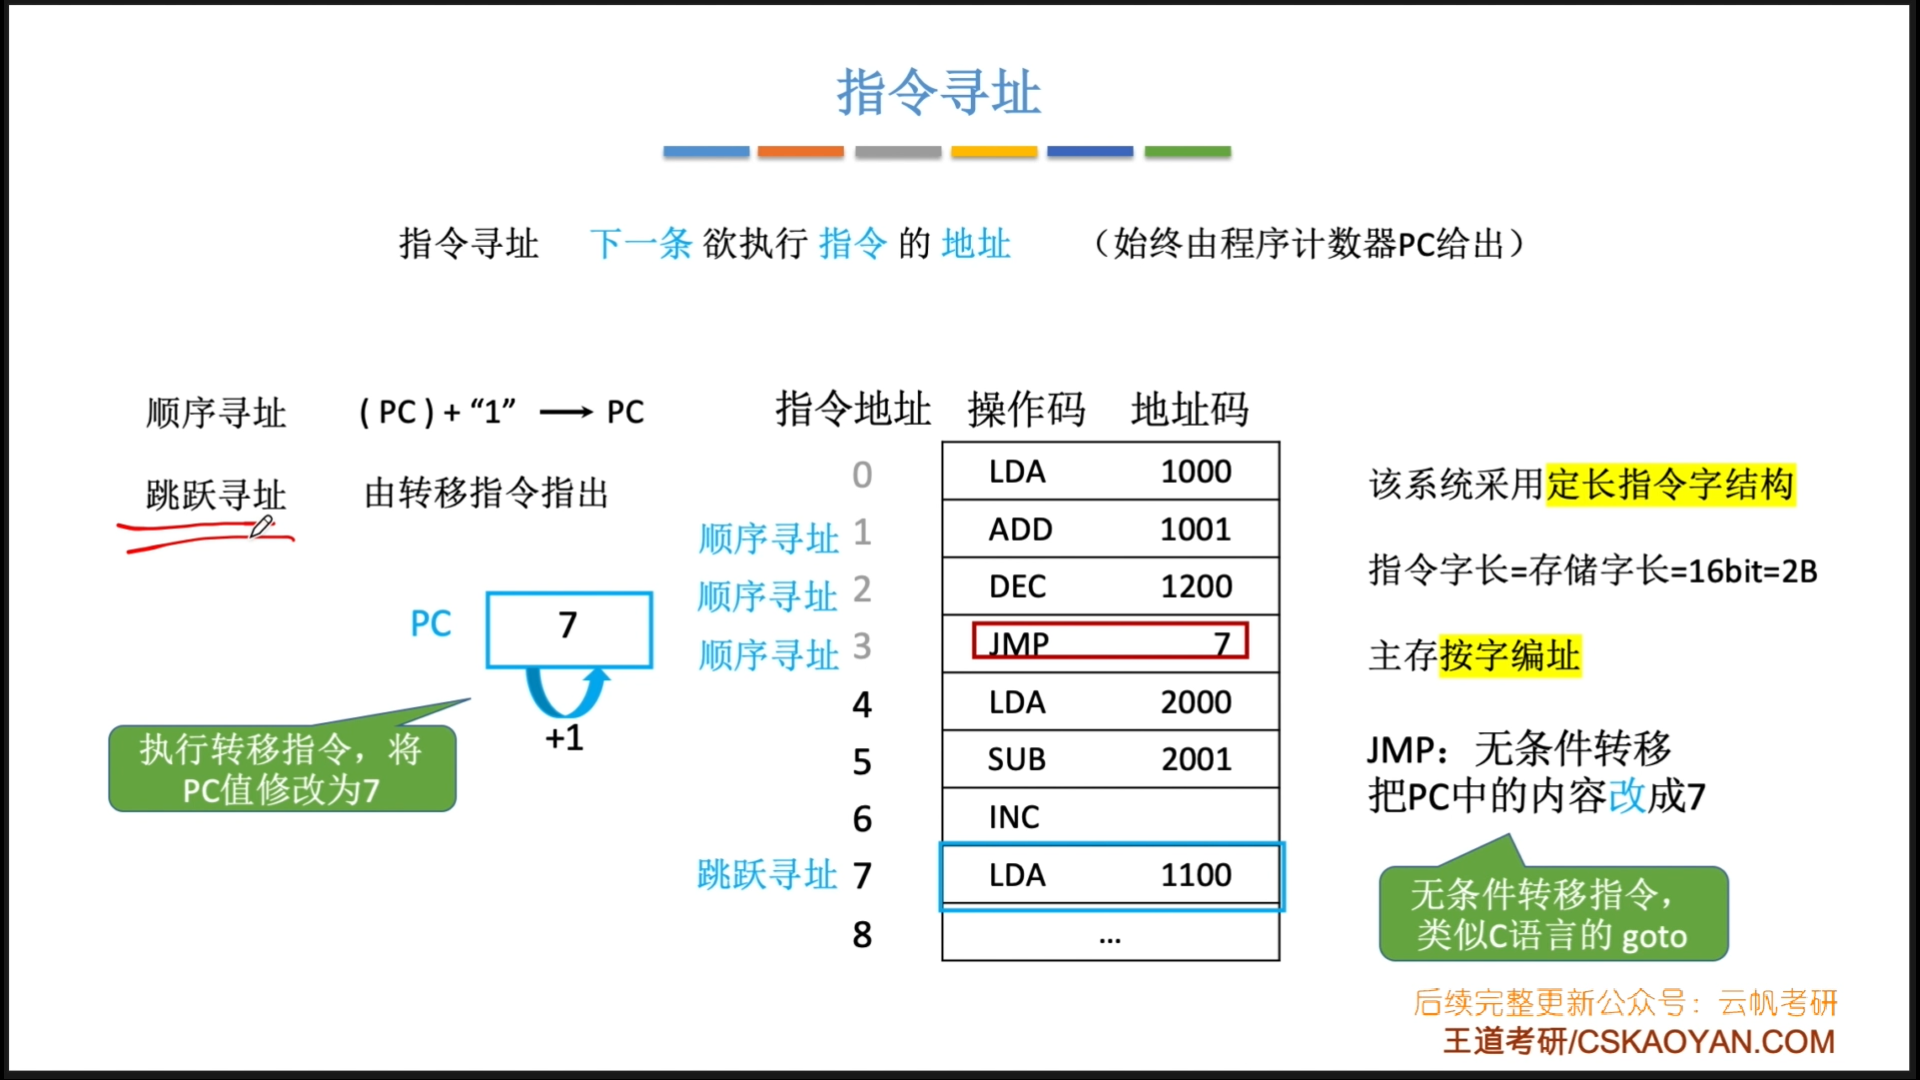 指令寻址
指令寻址 下一条 欲执行 指令 的 地址 （始终由程序计数器PC给出）
顺序寻址 ( PC ) + “1” → PC
跳跃寻址 由转移指令指出
PC 7
+1
执行转移指令，将
PC值修改为7
指令地址 操作码 地址码
0 LDA 1000
顺序寻址 1 ADD 1001
顺序寻址 2 DEC 1200
顺序寻址 3 JMP 7
4 LDA 2000
5 SUB 2001
6 INC
跳跃寻址 7 LDA 1100
8 ...
该系统采用定长指令字结构
指令字长=存储字长=16bit=2B
主存按字编址
JMP：无条件转移
把PC中的内容改成7
无条件转移指令，
类似C语言的 goto
后续完整更新公众号：云帆考研
王道考研/CSKAOYAN.COM